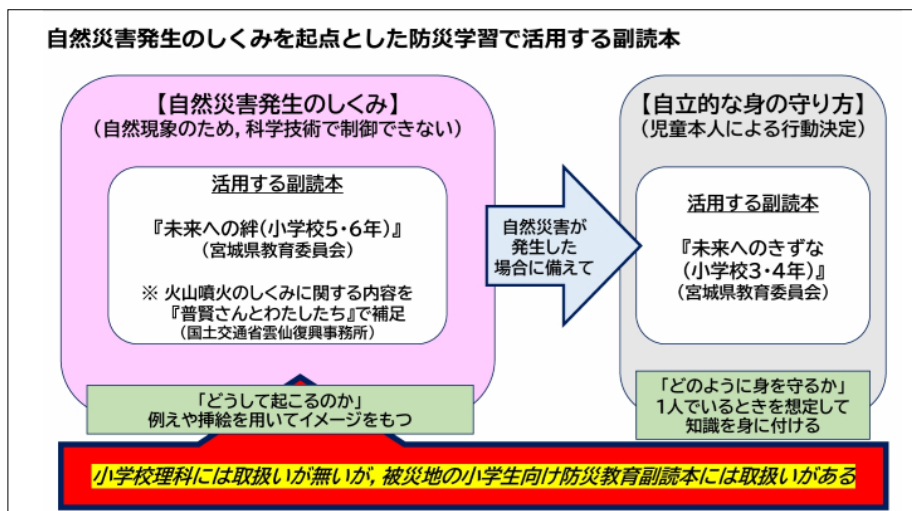 自然災害発生のしくみを起点とした防災学習で活用する副読本
【自然災害発生のしくみ】
(自然現象のため,科学技術で制御できない)
活用する副読本
『未来への絆(小学校5・6年)』
(宮城県教育委員会)
※ 火山噴火のしくみに関する内容を
『普賢さんとわたしたち』で補足
(国土交通省雲仙復興事務所)
「どうして起こるのか」
例えや挿絵を用いてイメージをもつ
自然災害が
発生した
場合に備えて
【自立的な身の守り方】
(児童本人による行動決定)
活用する副読本
『未来へのきずな
(小学校3・4年)』
(宮城県教育委員会)
「どのように身を守るか」
1人でいるときを想定して
知識を身に付ける
小学校理科には取扱いが無いが,被災地の小学生向け防災教育副読本には取扱いがある